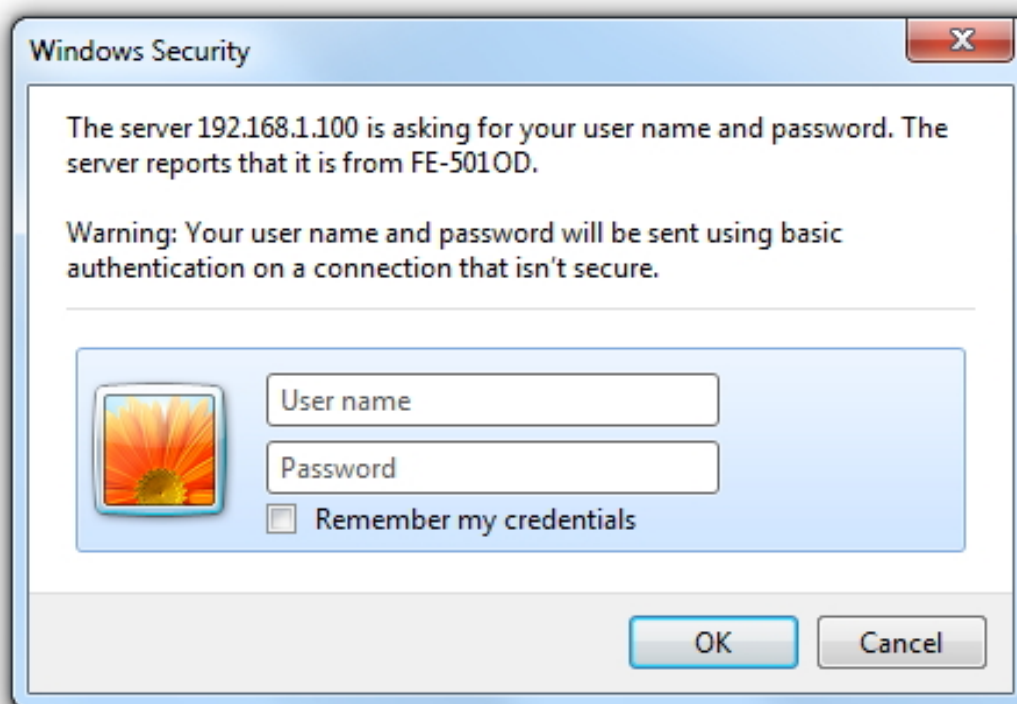 Windows Security
The server 192.168.1.100 is asking for your user name and password. The
server reports that it is from FE-501OD.
Warning: Your user name and password will be sent using basic
authentication on a connection that isn't secure.
User name
Password
Remember my credentials
OK
Cancel